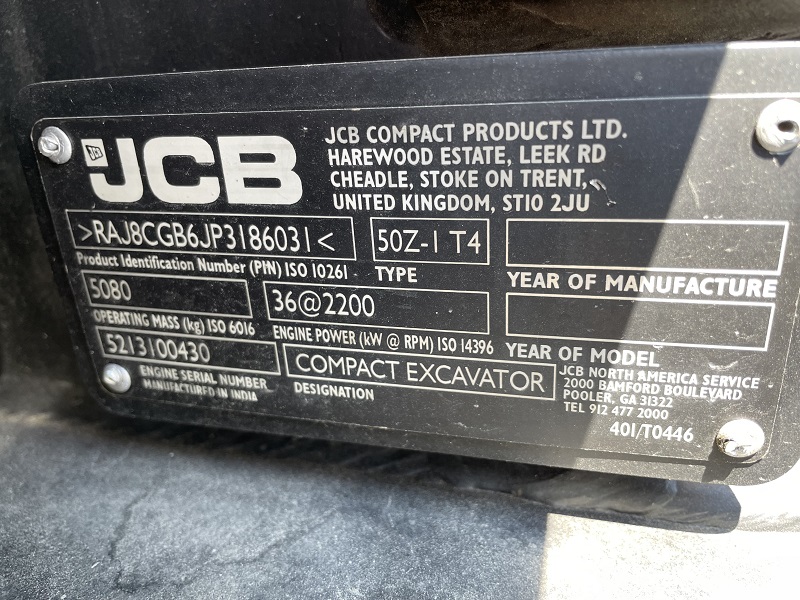 JCB
JCB COMPACT PRODUCTS LTD.
HAREWOOD ESTATE, LEEK RD
CHEADLE, STOKE ON TRENT,
UNITED KINGDOM, ST10 2JU
>RAJ8CGB6JP3186031<
Product Identification Number (PIN) ISO 10261
50Z-1 T4
TYPE
YEAR OF MANUFACTURE
5080
OPERATING MASS (kg) ISO 6016
36@2200
ENGINE POWER (kW @ RPM) ISO 14396
YEAR OF MODEL
5213100430
ENGINE SERIAL NUMBER
MANUFACTURED IN INDIA
COMPACT EXCAVATOR
DESIGNATION
JCB NORTH AMERICA SERVICE
2000 BAMFORD BOULEVARD
POOLER, GA 31322
TEL 912 477 2000
401/T0446